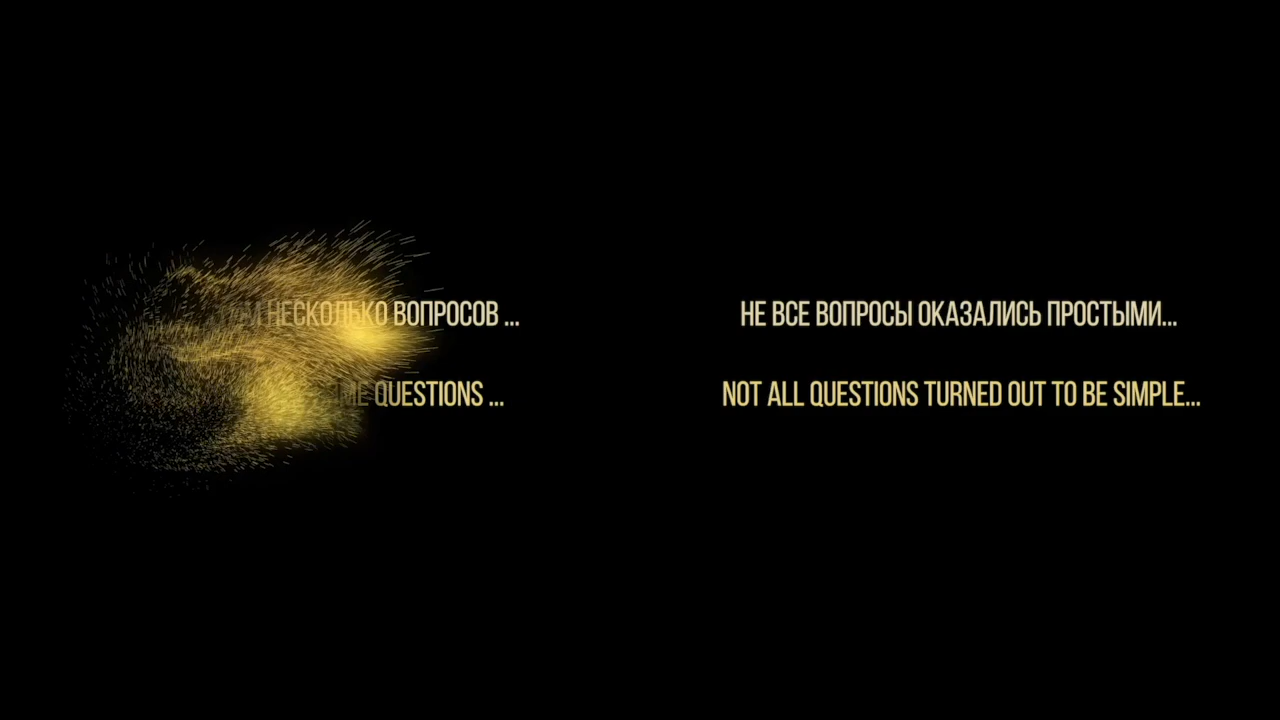 НЕСКОЛЬКО ВОПРОСОВ ...
QUESTIONS ...
НЕ ВСЕ ВОПРОСЫ ОКАЗАЛИСЬ ПРОСТЫМИ...
NOT ALL QUESTIONS TURNED OUT TO BE SIMPLE...